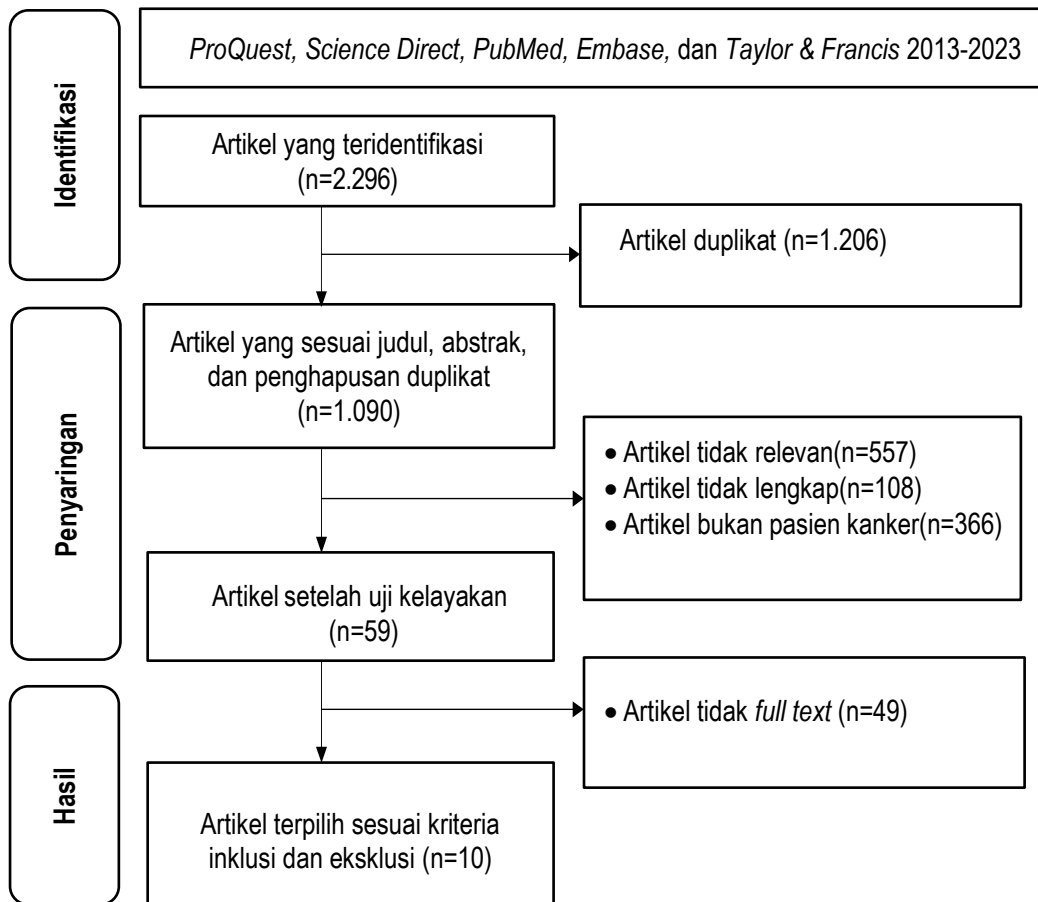 Identifikasi
ProQuest, Science Direct, PubMed, Embase, dan Taylor & Francis 2013-2023
Artikel yang teridentifikasi
(n=2.296)
Artikel duplikat (n=1.206)
Penyaringan
Artikel yang sesuai judul, abstrak,
dan penghapusan duplikat
(n=1.090)
• Artikel tidak relevan(n=557)
• Artikel tidak lengkap(n=108)
• Artikel bukan pasien kanker(n=366)
Artikel setelah uji kelayakan
(n=59)
Hasil
• Artikel tidak full text (n=49)
Artikel terpilih sesuai kriteria
inklusi dan eksklusi (n=10)